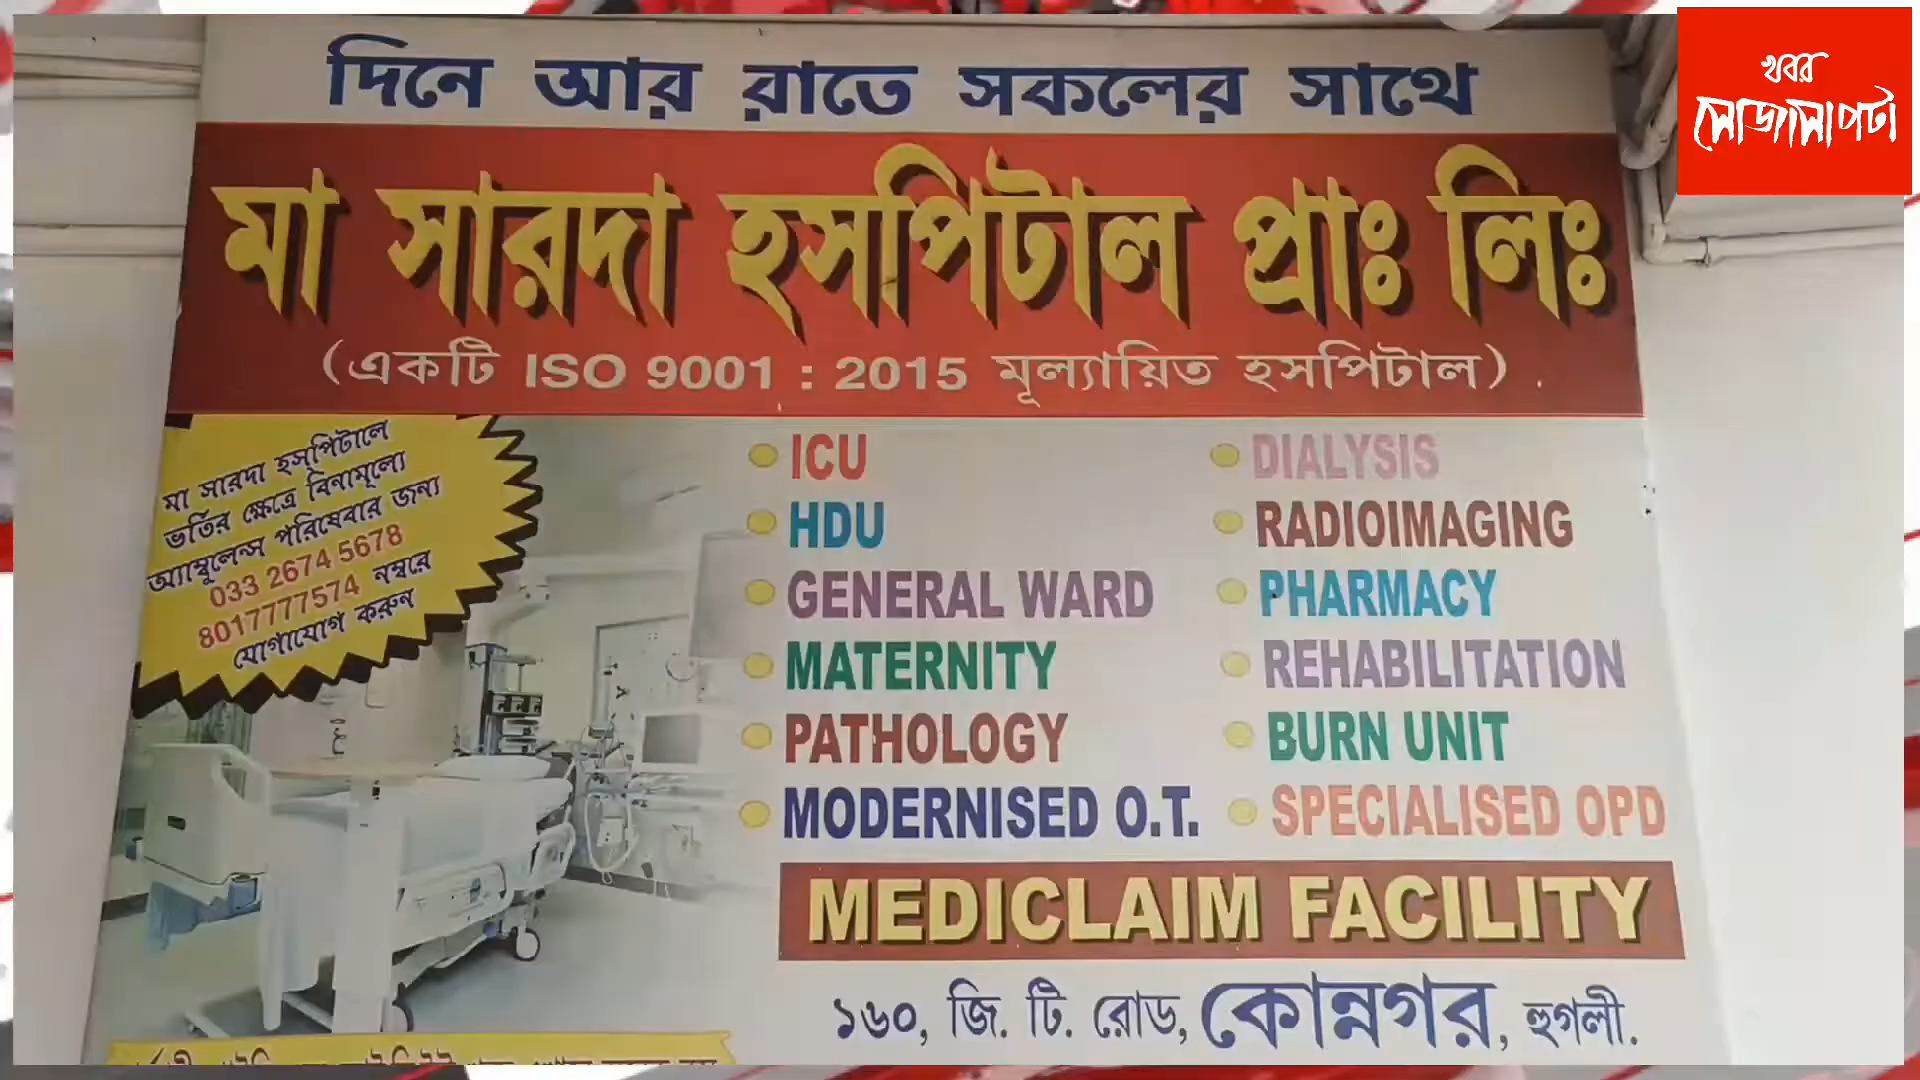 খবর
সোজাসাপটা
দিনে আর রাতে সকলের সাথে
মা সারদা হসপিটাল প্রাঃ লিঃ
(একটি ISO 9001 : 2015 মূল্যায়িত হসপিটাল)
মা সারদা হসপিটালে
ভর্তির ক্ষেত্রে বিনামূল্যে
অ্যাম্বুলেন্স পরিষেবার জন্য
033 2674 5678
8017777574 নম্বরে
যোগাযোগ করুন
ICU
HDU
GENERAL WARD
MATERNITY
PATHOLOGY
MODERNISED O.T.
DIALYSIS
RADIOIMAGING
PHARMACY
REHABILITATION
BURN UNIT
SPECIALISED OPD
MEDICLAIM FACILITY
১৬০, জি. টি. রোড, কোন্নগর, হুগলী.